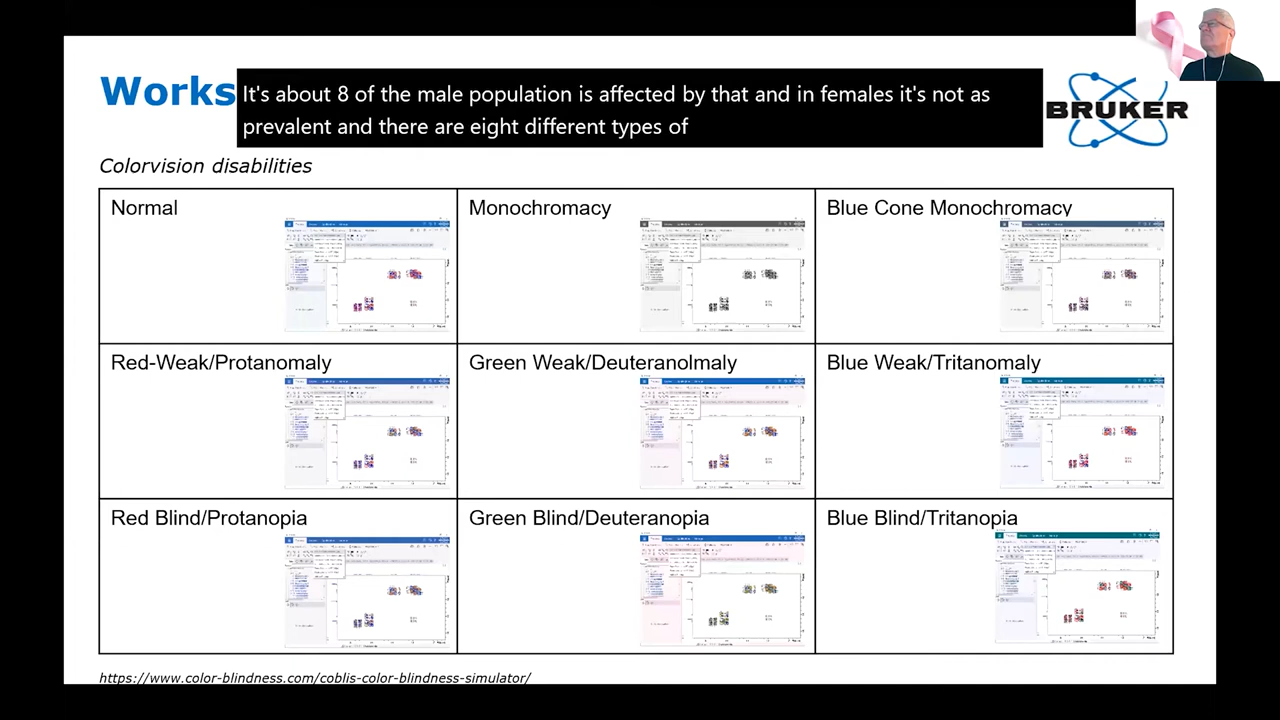 Works
It's about 8 of the male population is affected by that and in females it's not as
prevalent and there are eight different types of
BRUKER
Colorvision disabilities
Normal
Monochromacy
Blue Cone Monochromacy
Red-Weak/Protanomaly
Green Weak/Deuteranolmaly
Blue Weak/Tritanomaly
Red Blind/Protanopia
Green Blind/Deuteranopia
Blue Blind/Tritanopia
https://www.color-blindness.com/coblis-color-blindness-simulator/